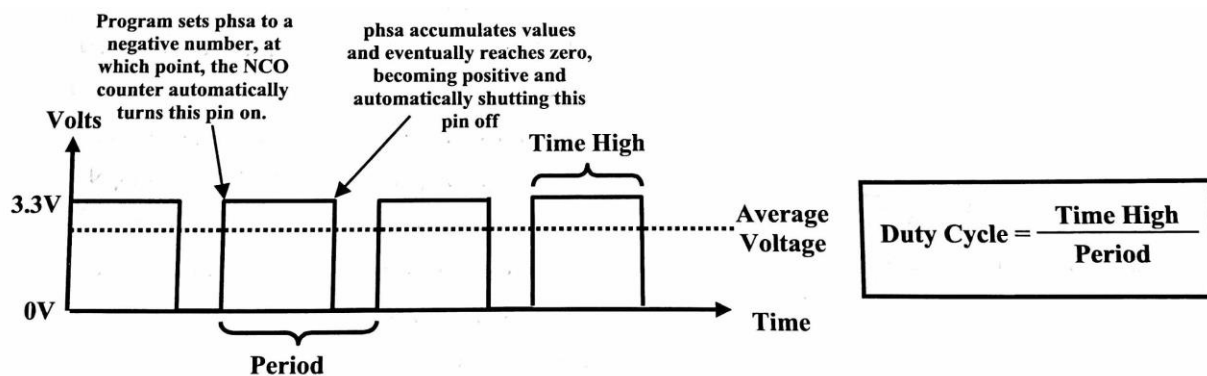 Program sets phsa to a
negative number, at
which point, the NCO
counter automatically
turns this pin on.
phsa accumulates values
and eventually reaches zero,
becoming positive and
automatically shutting this
pin off
Volts
Time High
3.3V
Average
Voltage
0V
Time
Period
Duty Cycle = Time High
Period